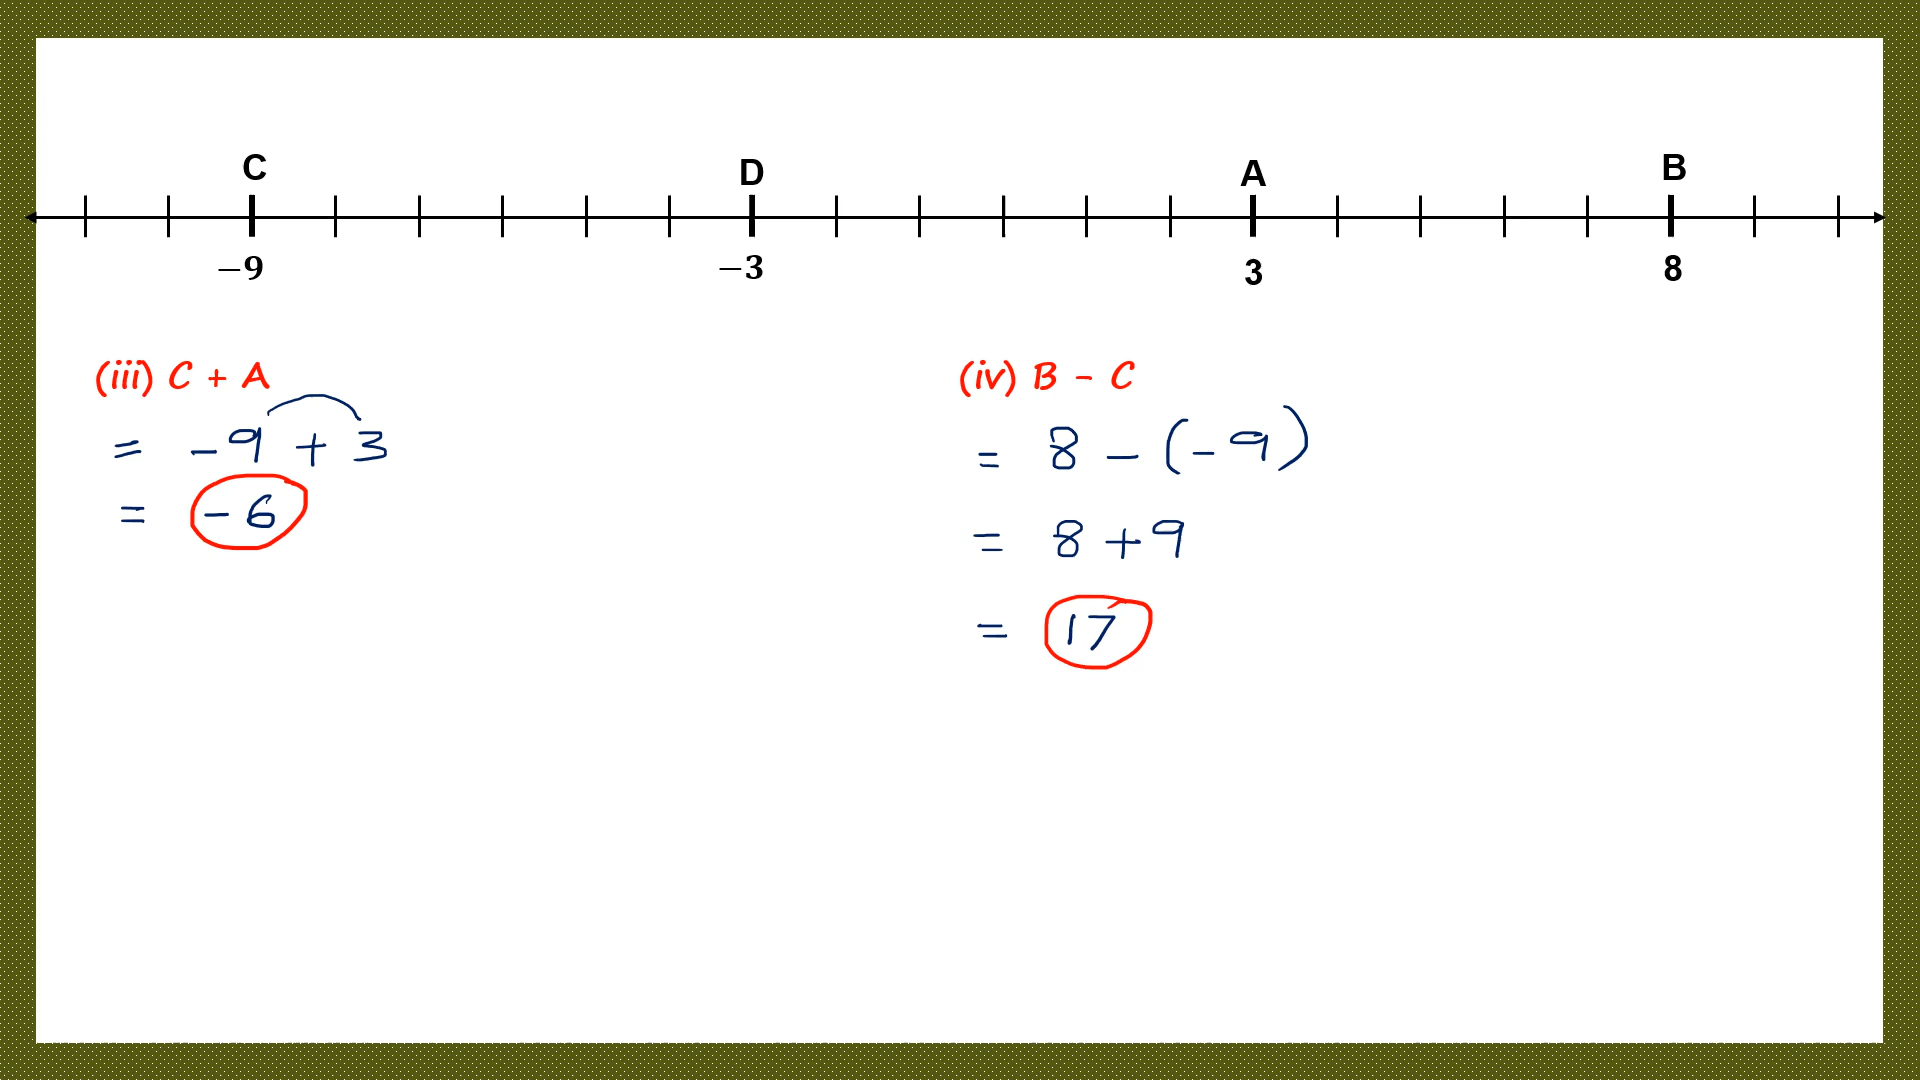 C D A B
−9 −3 3 8
(iii) C + A
= -9 + 3
= -6
(iv) B - C
= 8 - (-9)
= 8 + 9
= 17